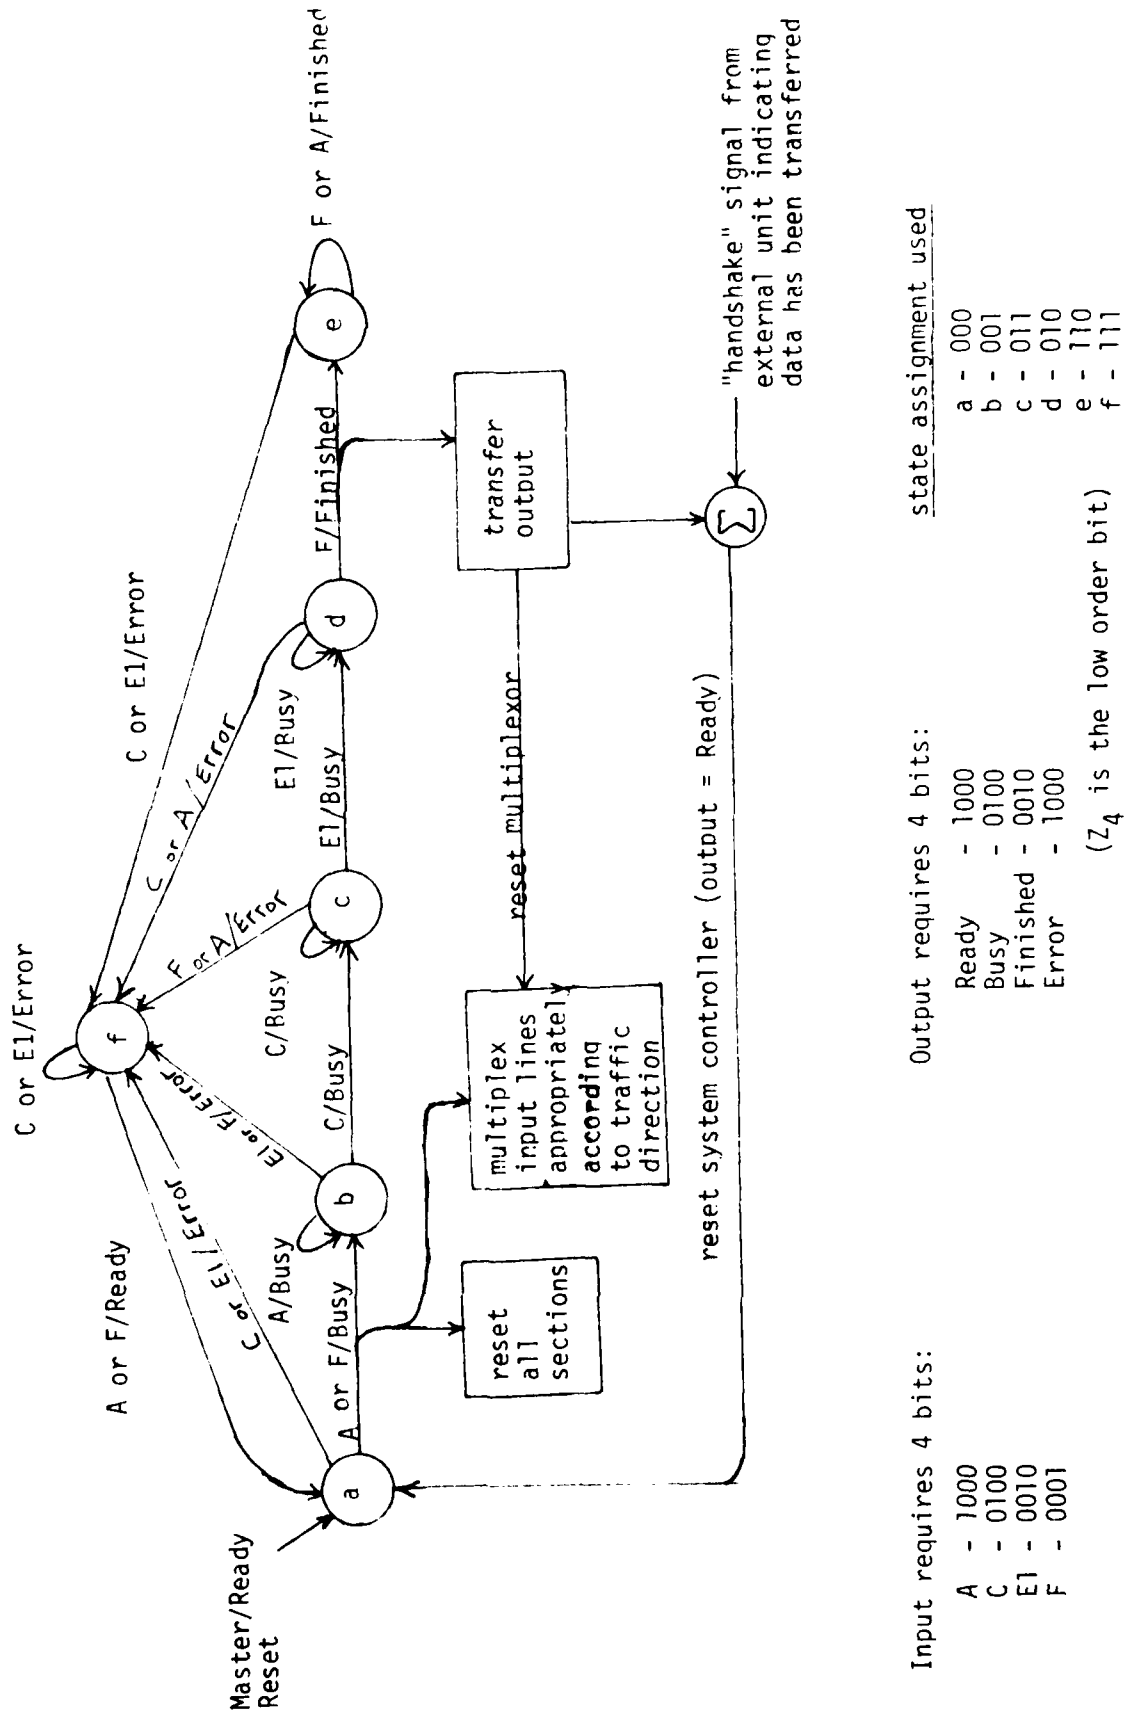 C or E1/Error
A or F/Ready
C or E1/Error
f
C or E1/Error
E1 or F/Error
F or A/Error
C or A/Error
Master/Ready
Reset
a
A or F/Busy
A/Busy
b
C/Busy
C/Busy
c
E1/Busy
E1/Busy
d
F/Finished
e
F or A/Finished
reset
all
sections
multiplex
input lines
appropriately
according
to traffic
direction
reset multiplexor
transfer
output
Σ
"handshake" signal from
external unit indicating
data has been transferred
reset system controller (output = Ready)
Input requires 4 bits:
A - 1000
C - 0100
E1 - 0010
F - 0001
Output requires 4 bits:
Ready - 1000
Busy - 0100
Finished - 0010
Error - 1000
(Z4 is the low order bit)
state assignment used
a - 000
b - 001
c - 011
d - 010
e - 110
f - 111